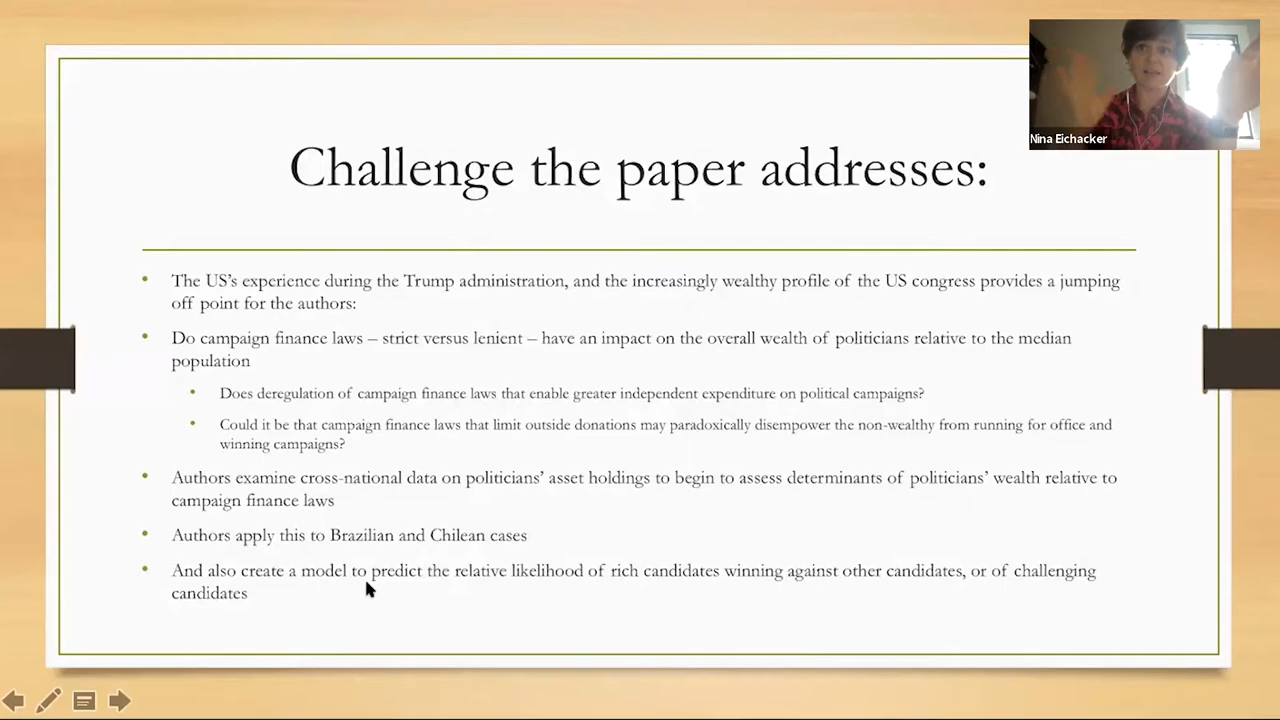 Nina Eichacker
Challenge the paper addresses:
• The US's experience during the Trump administration, and the increasingly wealthy profile of the US congress provides a jumping
off point for the authors:
• Do campaign finance laws – strict versus lenient – have an impact on the overall wealth of politicians relative to the median
population
• Does deregulation of campaign finance laws that enable greater independent expenditure on political campaigns?
• Could it be that campaign finance laws that limit outside donations may paradoxically disempower the non-wealthy from running for office and
winning campaigns?
• Authors examine cross-national data on politicians' asset holdings to begin to assess determinants of politicians' wealth relative to
campaign finance laws
• Authors apply this to Brazilian and Chilean cases
• And also create a model to predict the relative likelihood of rich candidates winning against other candidates, or of challenging
candidates